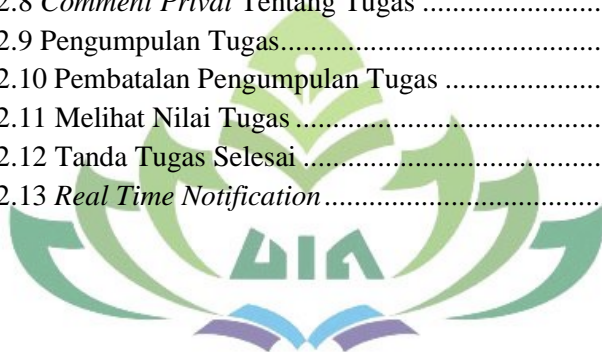 2.8 Comment Privat Tentang Tugas ........................
2.9 Pengumpulan Tugas.............................................
2.10 Pembatalan Pengumpulan Tugas .....................
2.11 Melihat Nilai Tugas ..........................................
2.12 Tanda Tugas Selesai .........................................
2.13 Real Time Notification......................................
UIN